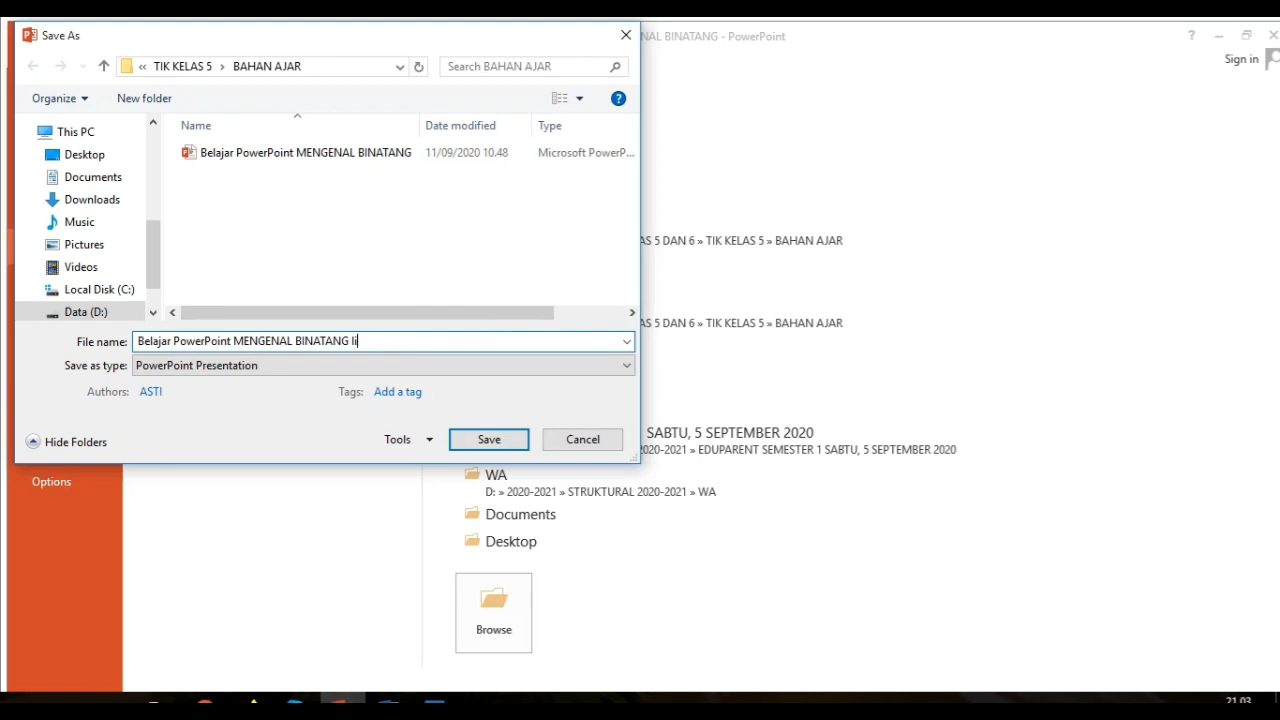 Save As
NAL BINATANG - PowerPoint
?
Sign in
« TIK KELAS 5 › BAHAN AJAR
Search BAHAN AJAR
Organize
New folder
?
Name
Date modified
Type
This PC
Desktop
Documents
Downloads
Music
Pictures
Videos
Local Disk (C:)
Data (D:)
Belajar PowerPoint MENGENAL BINATANG 11/09/2020 10.48 Microsoft PowerP...
AS 5 DAN 6 » TIK KELAS 5 » BAHAN AJAR
AS 5 DAN 6 » TIK KELAS 5 » BAHAN AJAR
File name: Belajar PowerPoint MENGENAL BINATANG li
Save as type: PowerPoint Presentation
Authors: ASTI
Tags: Add a tag
Hide Folders
Tools
Save
Cancel
SABTU, 5 SEPTEMBER 2020
2020-2021 » EDUPARENT SEMESTER 1 SABTU, 5 SEPTEMBER 2020
Options
WA
D: » 2020-2021 » STRUKTURAL 2020-2021 » WA
Documents
Desktop
Browse
21.03